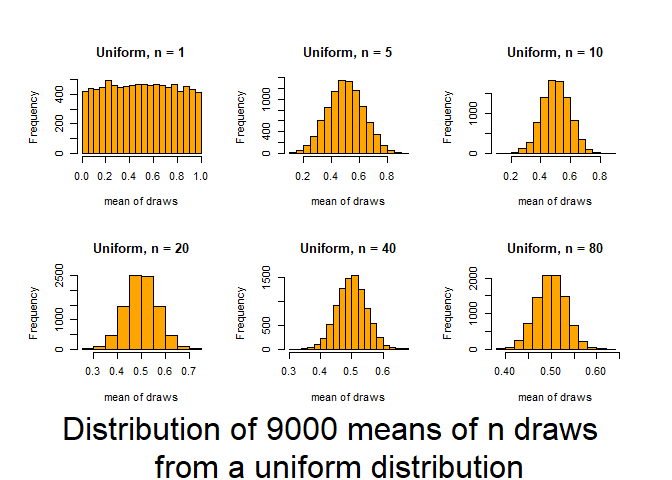 Uniform, n = 1
Frequency
0 200 400
0.0 0.2 0.4 0.6 0.8 1.0
mean of draws
Uniform, n = 5
Frequency
0 400 1000
0.2 0.4 0.6 0.8
mean of draws
Uniform, n = 10
Frequency
0 1000
0.2 0.4 0.6 0.8
mean of draws
Uniform, n = 20
Frequency
0 1000 2500
0.3 0.4 0.5 0.6 0.7
mean of draws
Uniform, n = 40
Frequency
0 500 1500
0.3 0.4 0.5 0.6
mean of draws
Uniform, n = 80
Frequency
0 1000 2000
0.40 0.50 0.60
mean of draws
Distribution of 9000 means of n draws
from a uniform distribution